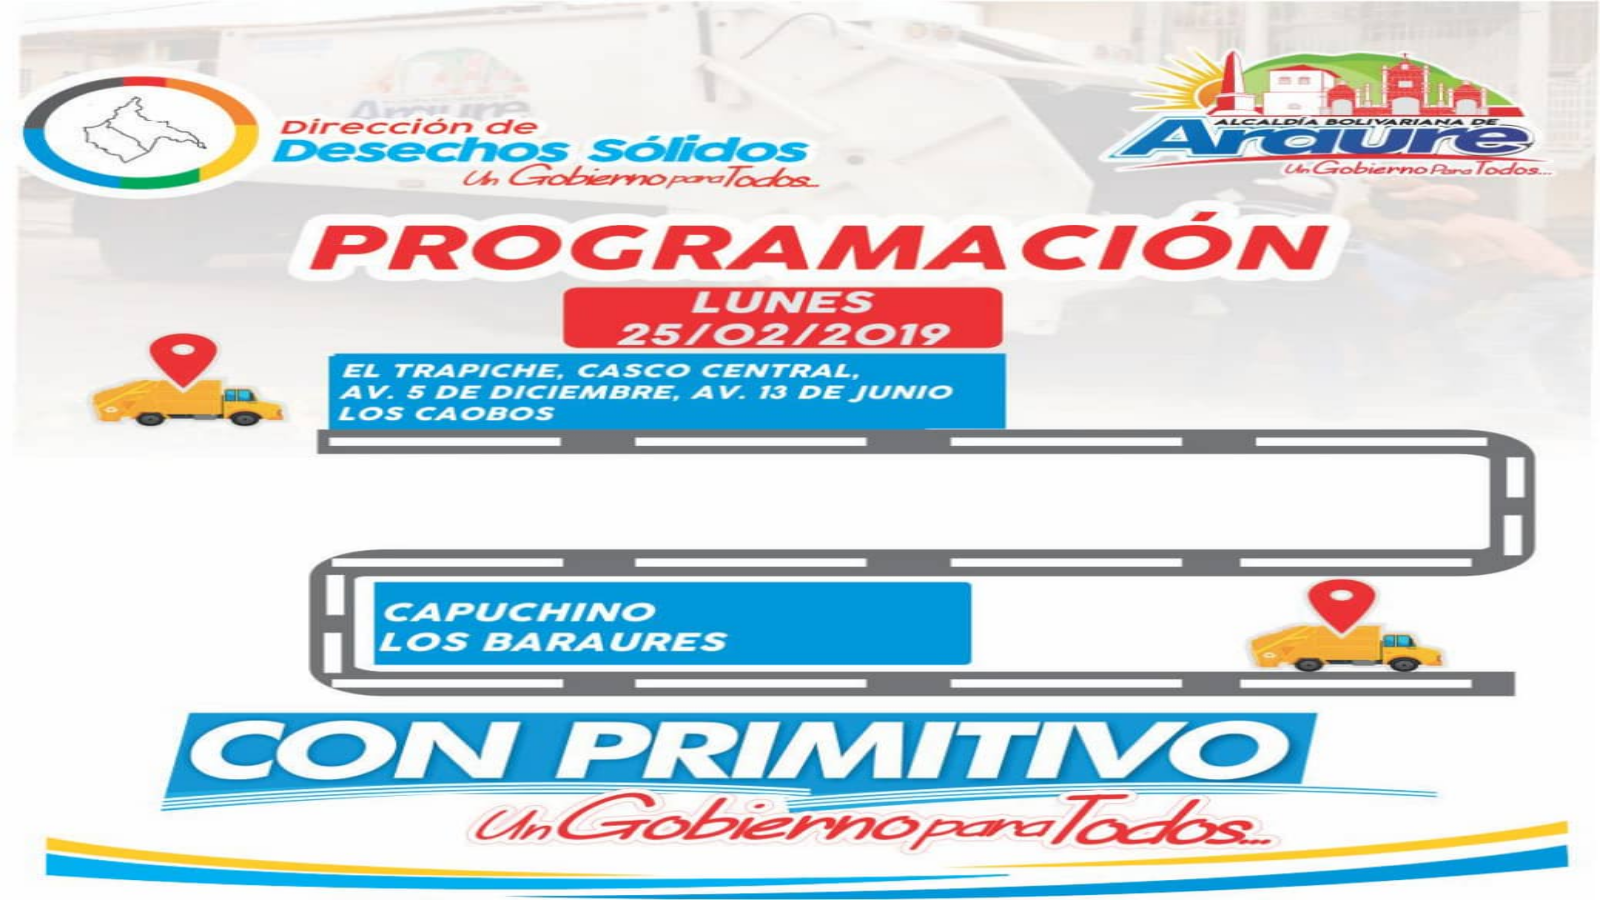 Dirección de
Desechos Sólidos
Un Gobierno para Todos...
ALCALDÍA BOLIVARIANA DE
Araure
Un Gobierno Para Todos...
Araure
PROGRAMACIÓN
LUNES
25/02/2019
EL TRAPICHE, CASCO CENTRAL,
AV. 5 DE DICIEMBRE, AV. 13 DE JUNIO
LOS CAOBOS
CAPUCHINO
LOS BARAURES
CON PRIMITIVO
Un Gobierno para Todos...